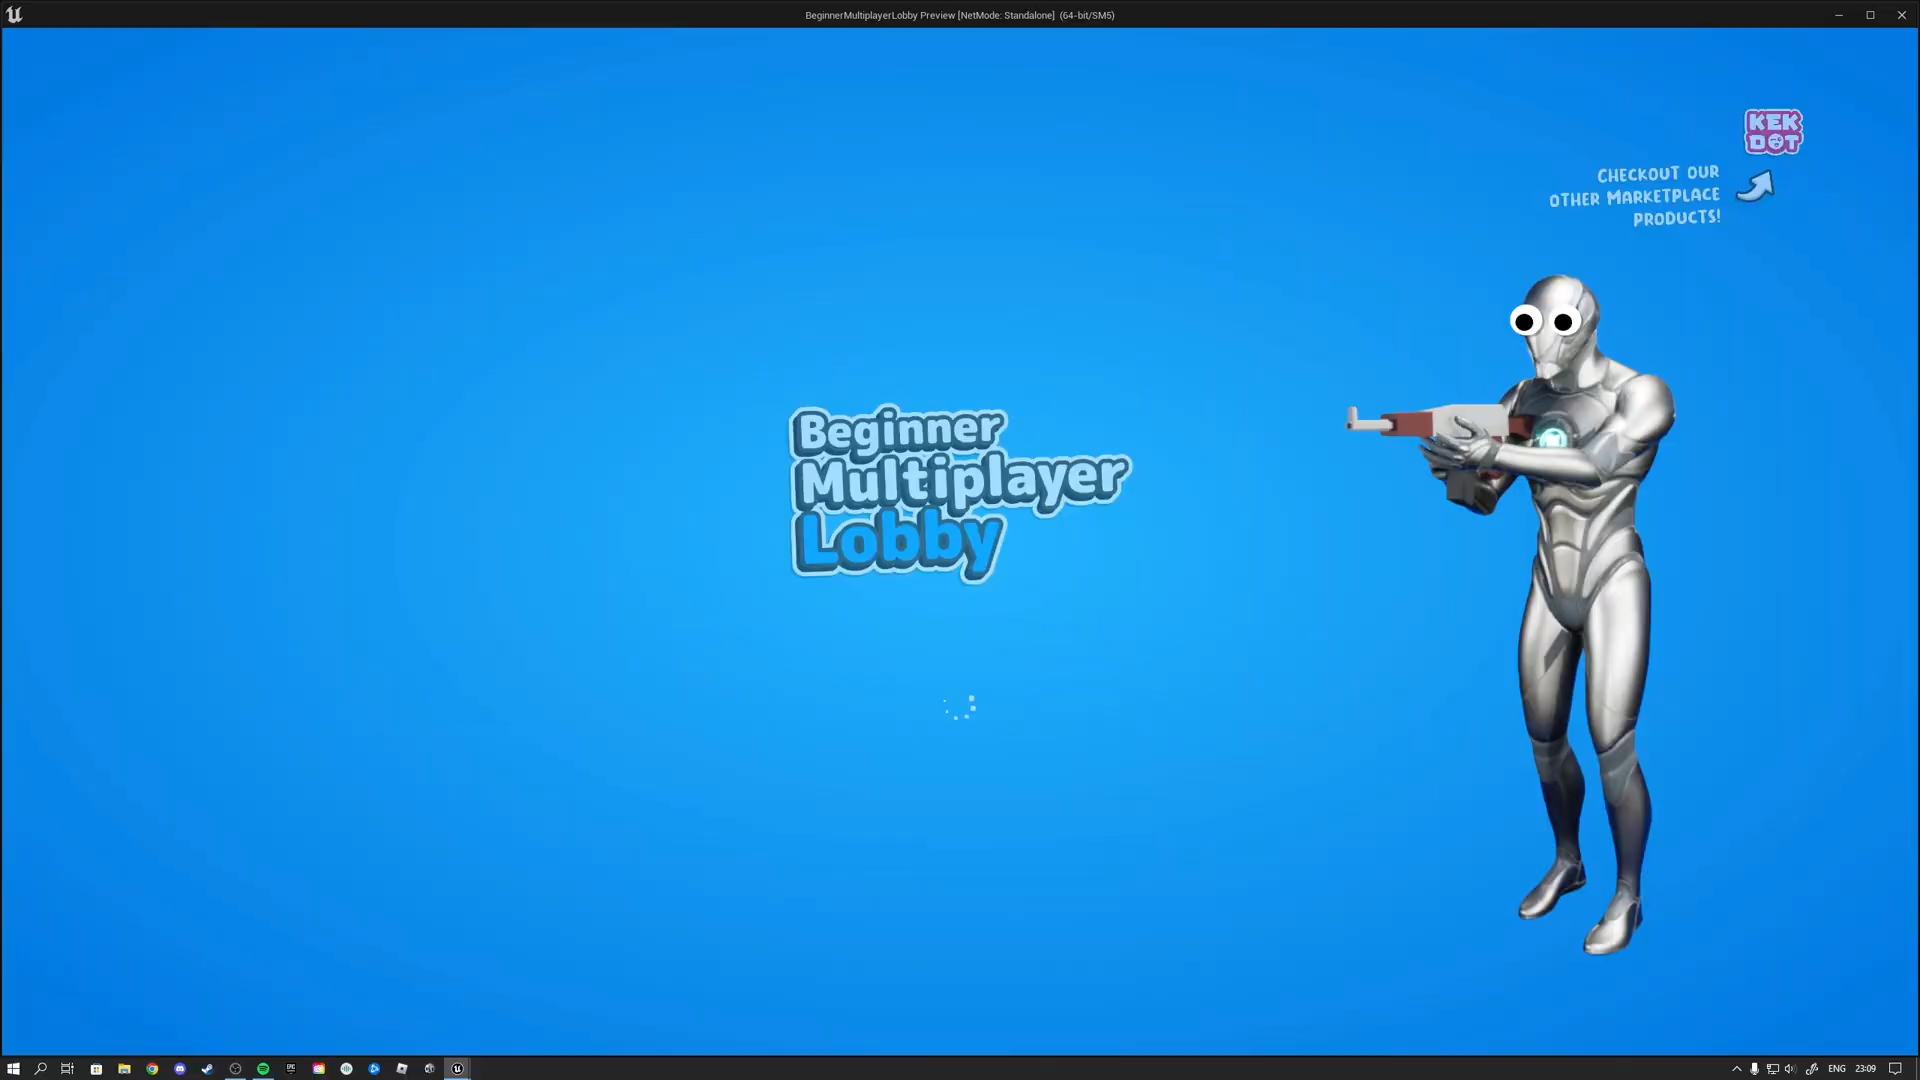 BeginnerMultiplayerLobby Preview [NetMode: Standalone] (64-bit/SM5)
KEK
DOT
CHECKOUT OUR
OTHER MARKETPLACE
PRODUCTS!
Beginner
Multiplayer
Lobby
EPIC
ENG
23:09